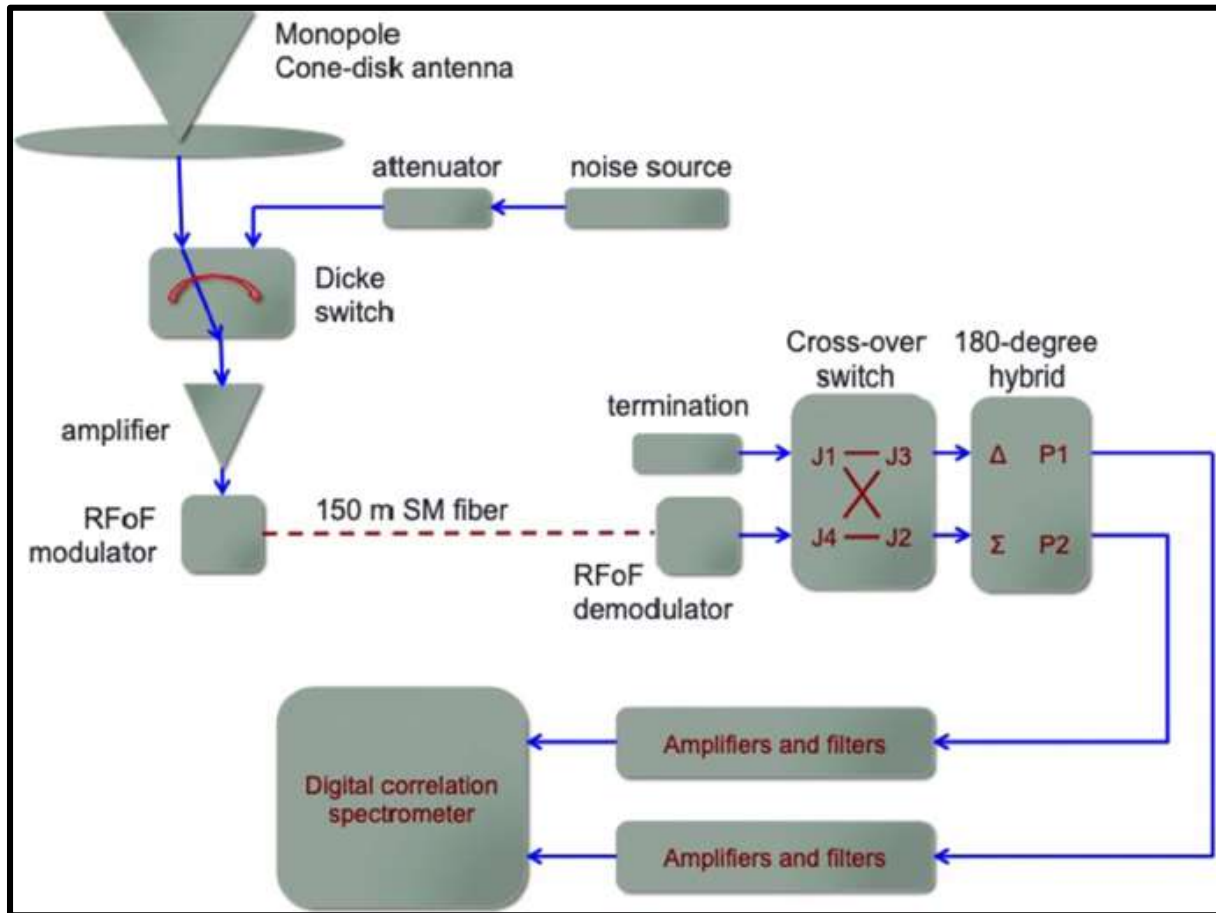 Monopole
Cone-disk antenna
attenuator
noise source
Dicke
switch
amplifier
RFoF
modulator
150 m SM fiber
termination
RFoF
demodulator
Cross-over
switch
J1
J3
J4
J2
180-degree
hybrid
Δ
P1
Σ
P2
Amplifiers and filters
Digital correlation
spectrometer
Amplifiers and filters